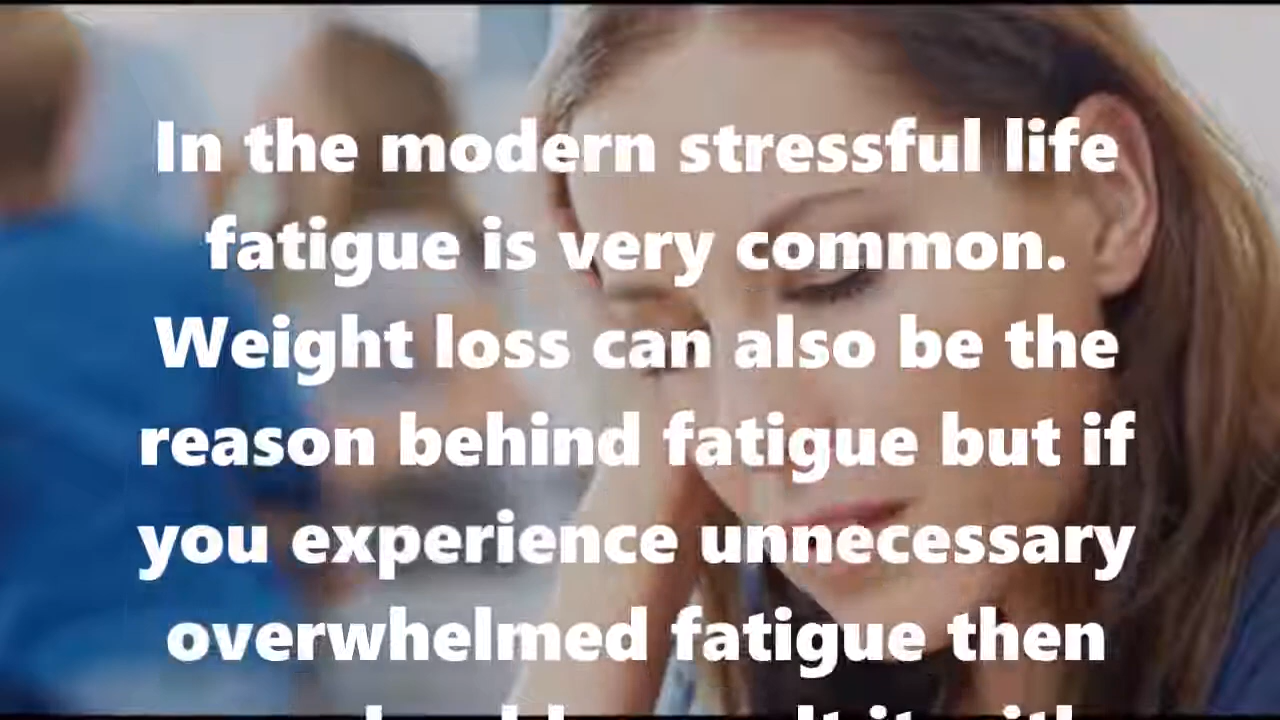 In the modern stressful life
fatigue is very common.
Weight loss can also be the
reason behind fatigue but if
you experience unnecessary
overwhelmed fatigue then